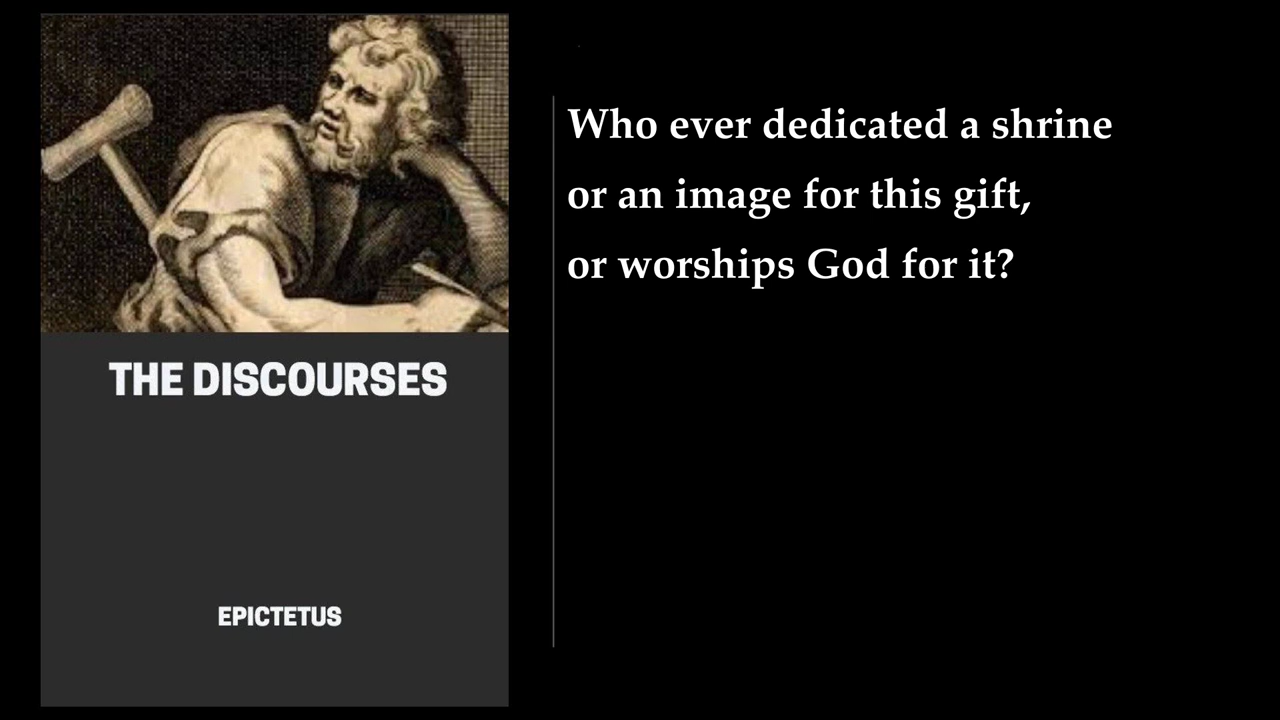 THE DISCOURSES
EPICTETUS
Who ever dedicated a shrine
or an image for this gift,
or worships God for it?